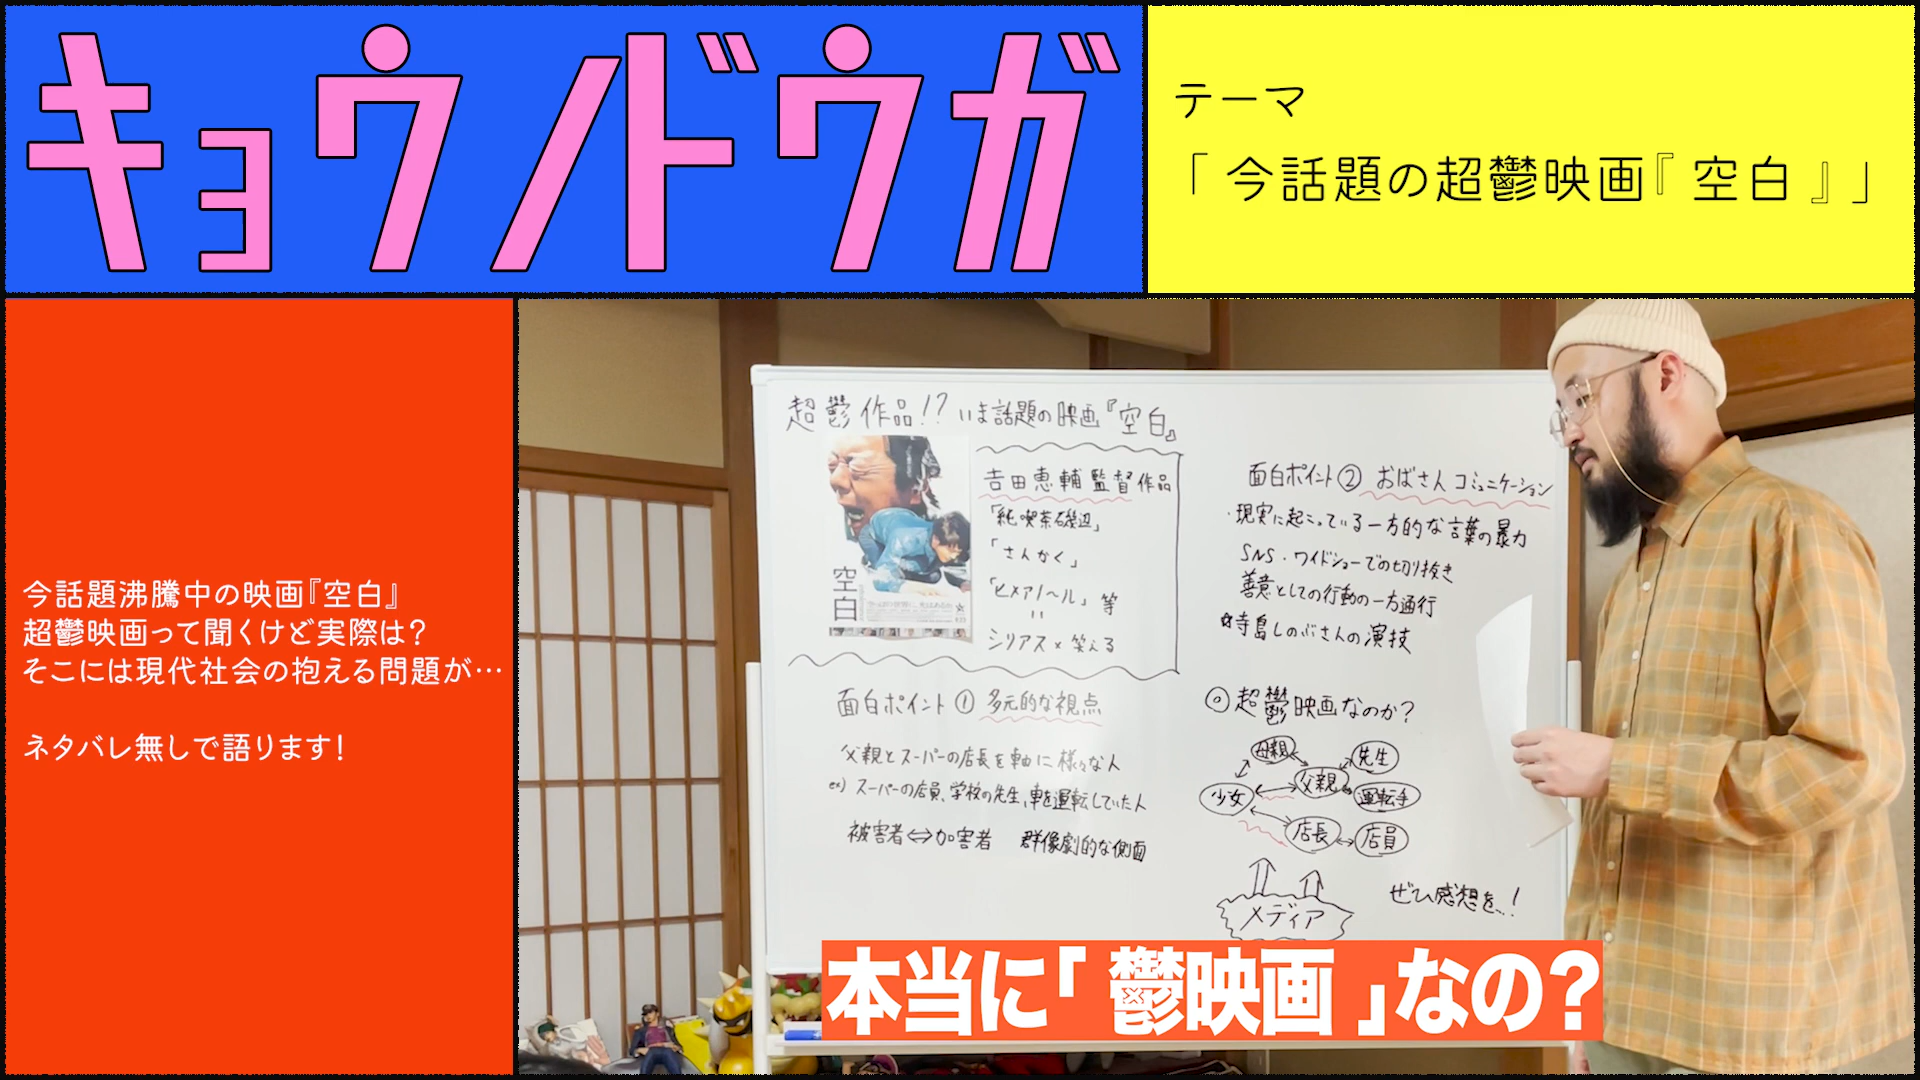 キョウノドウガ
テーマ
「今話題の超鬱映画『空白』」
今話題沸騰中の映画『空白』
超鬱映画って聞くけど実際は？
そこには現代社会の抱える問題が…
ネタバレ無しで語ります！
超鬱作品！？いま話題の映画『空白』
空白
吉田恵輔監督作品
「純喫茶磯辺」
「さんかく」
「ヒメアノ〜ル」等
シリアス×笑える
面白ポイント① 多元的な視点
父親とスーパーの店長を軸に様々な人
ex) スーパーの店員、学校の先生、車を運転していた人
被害者⇔加害者 群像劇的な側面
面白ポイント② おばさんコミュニケーション
・現実に起こっている一方的な言葉の暴力
SNS・ワイドショーでの切り抜き
善意としての行動の一方通行
☆寺島しのぶさんの演技
◎超鬱映画なのか？
母親
先生
少女
父親
運転手
店長
店員
メディア
ぜひ感想を…！
本当に「鬱映画」なの？